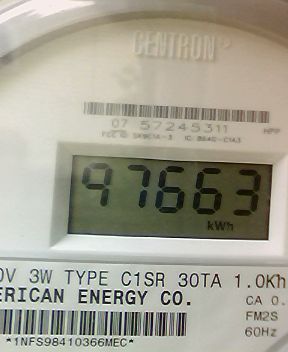 CENTRON
07 57245311 HPP
97663
kWh
0V 3W TYPE C1SR 30TA 1.0Kh
ERICAN ENERGY CO. CA 0.
FM2S
*1NFS98410366MEC* 60Hz